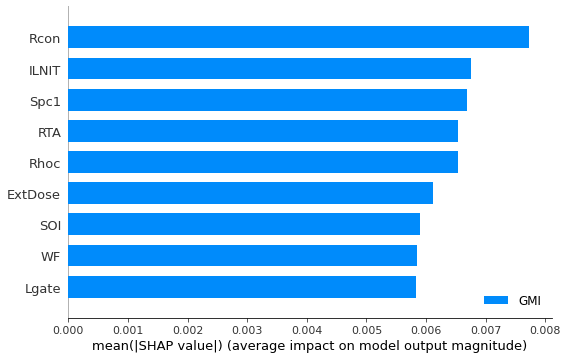 Rcon
ILNIT
Spc1
RTA
Rhoc
ExtDose
SOI
WF
Lgate
GMI
0.000 0.001 0.002 0.003 0.004 0.005 0.006 0.007 0.008
mean(|SHAP value|) (average impact on model output magnitude)